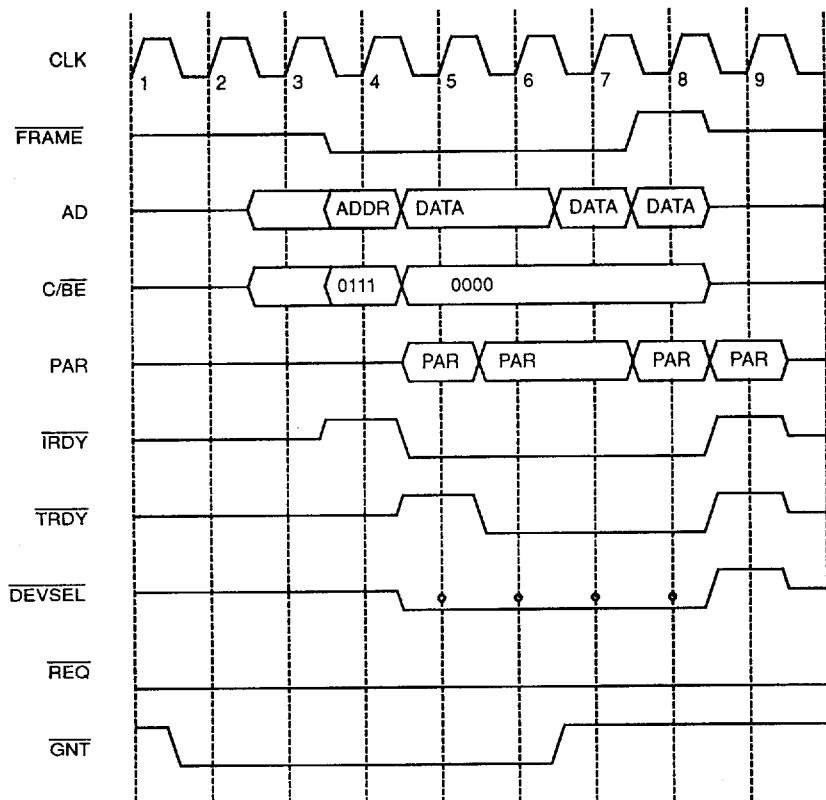 CLK
1 2 3 4 5 6 7 8 9
FRAME
AD ADDR DATA DATA DATA
C/BE 0111 0000
PAR PAR PAR PAR PAR
IRDY
TRDY
DEVSEL
REQ
GNT